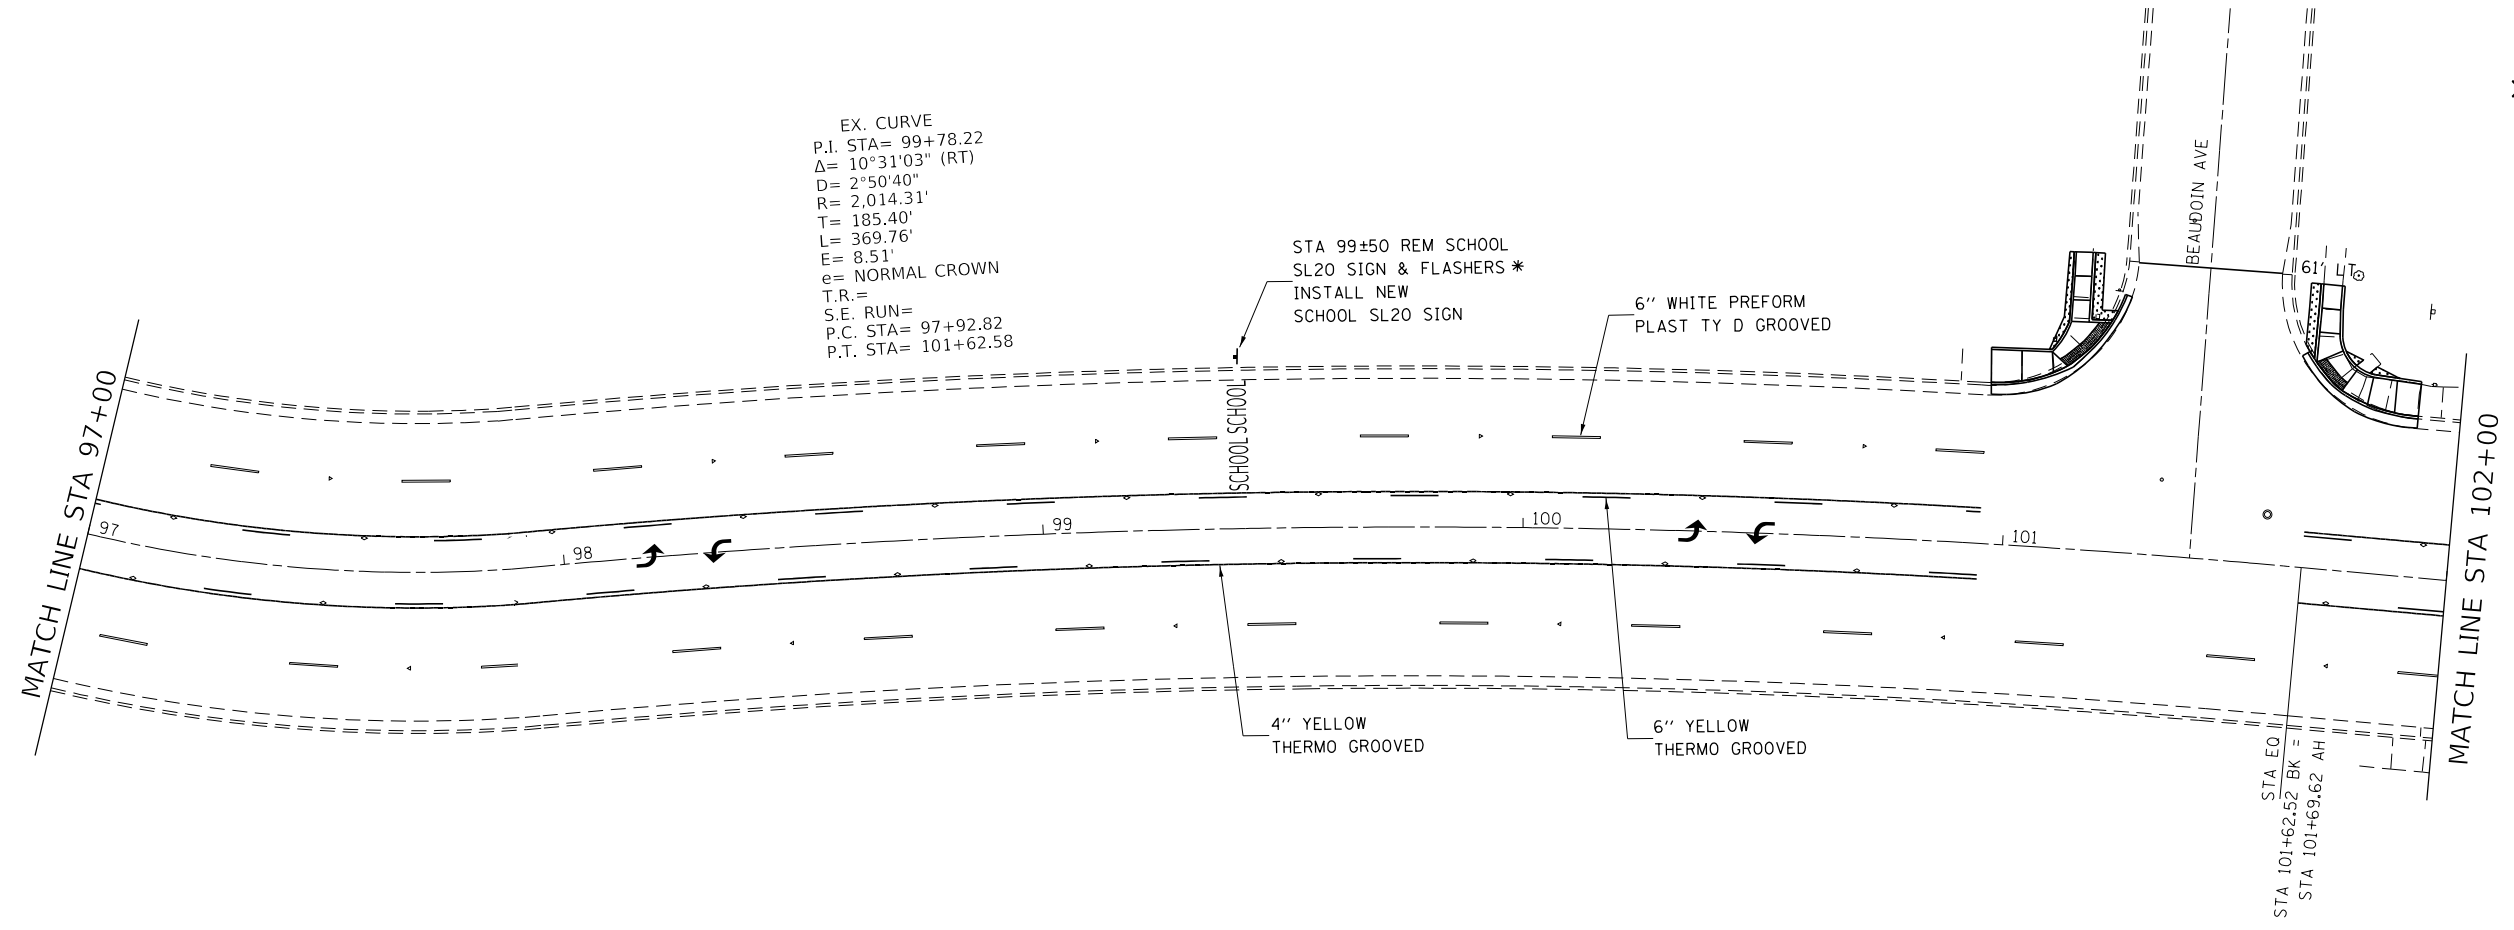 EX. CURVE
P.I. STA= 99+78.22
Δ= 10°31'03" (RT)
D= 2°50'40"
R= 2,014.31'
T= 185.40'
L= 369.76'
E= 8.51'
e= NORMAL CROWN
T.R.=
S.E. RUN=
P.C. STA= 97+92.82
P.T. STA= 101+62.58
STA 99±50 REM SCHOOL
SL20 SIGN & FLASHERS *
INSTALL NEW
SCHOOL SL20 SIGN
6'' WHITE PREFORM
PLAST TY D GROOVED
BEAUDOIN AVE
61' LT
MATCH LINE STA 97+00
SCHOOL SCHOOL
97
98
99
100
101
MATCH LINE STA 102+00
4'' YELLOW
THERMO GROOVED
6'' YELLOW
THERMO GROOVED
STA EQ
STA 101+62.52 BK =
STA 101+69.62 AH